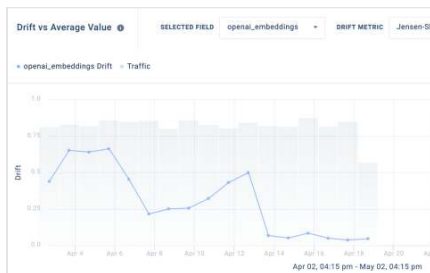 Drift vs Average Value
SELECTED FIELD openai_embeddings DRIFT METRIC
openai_embeddings Drift Traffic
1.0
0.75
0.5
0.25
0.0
Drift
Apr 4 Apr 6 Apr 8 Apr 10 Apr 12 Apr 14 Apr 16 Apr 18 Apr 20
Apr 02, 04:15 pm - May 02, 04:15 pm